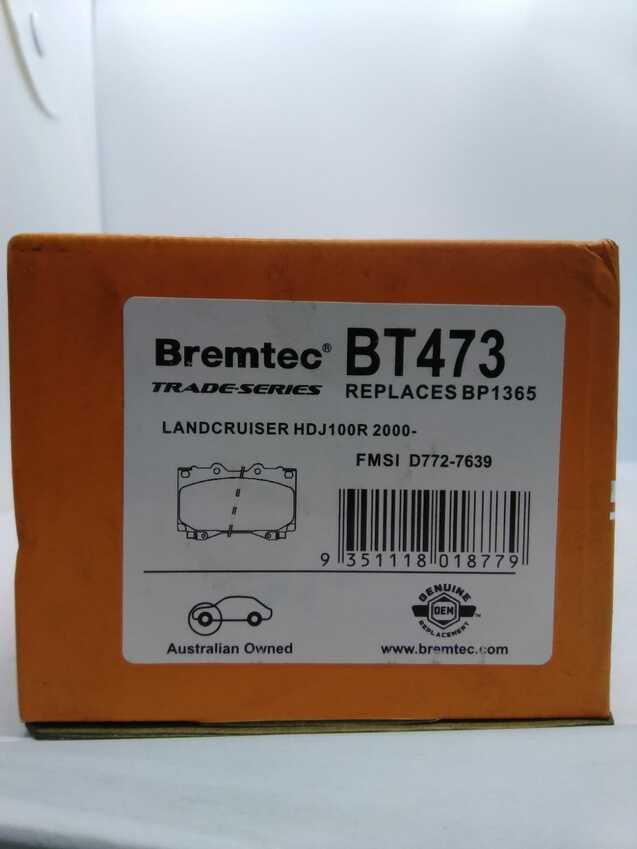 Bremtec® BT473
TRADE-SERIES REPLACES BP1365
LANDCRUISER HDJ100R 2000-
FMSI D772-7639
9 351118 018779
GENUINE
OEM
REPLACEMENT
TM
Australian Owned www.bremtec.com